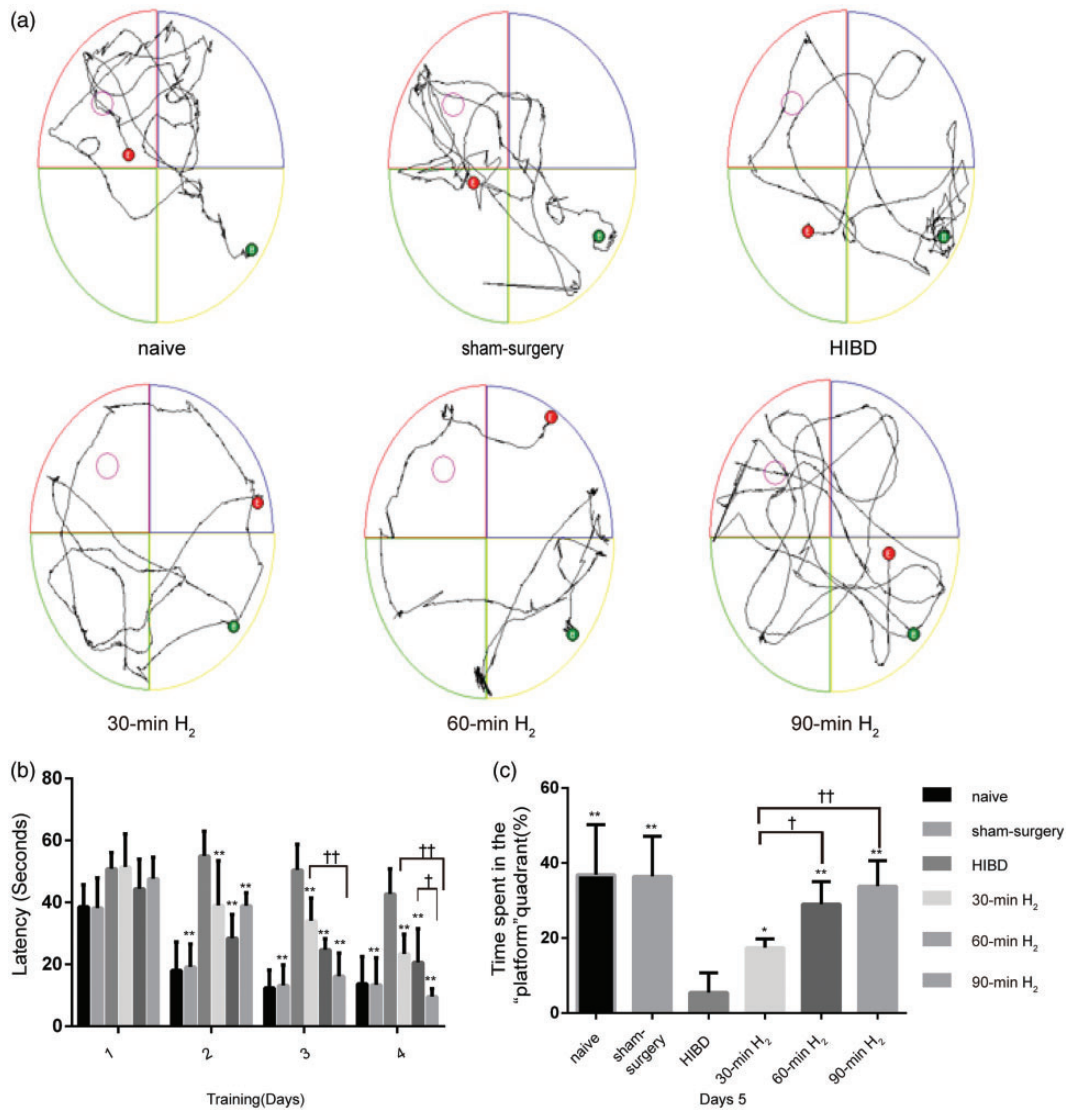 (a)
naive
sham-surgery
HIBD
30-min H₂
60-min H₂
90-min H₂
(b)
80
60
40
20
0
Latency (Seconds)
**
**
**
**
**
**
**
**
††
**
**
**
**
††
†
1
2
3
4
Training(Days)
(c)
60
40
20
0
Time spent in the
“platform”quadrant(%)
**
**
*
**
**
†
††
naive
sham-
surgery
HIBD
30-min H₂
60-min H₂
90-min H₂
Days 5
naive
sham-surgery
HIBD
30-min H₂
60-min H₂
90-min H₂